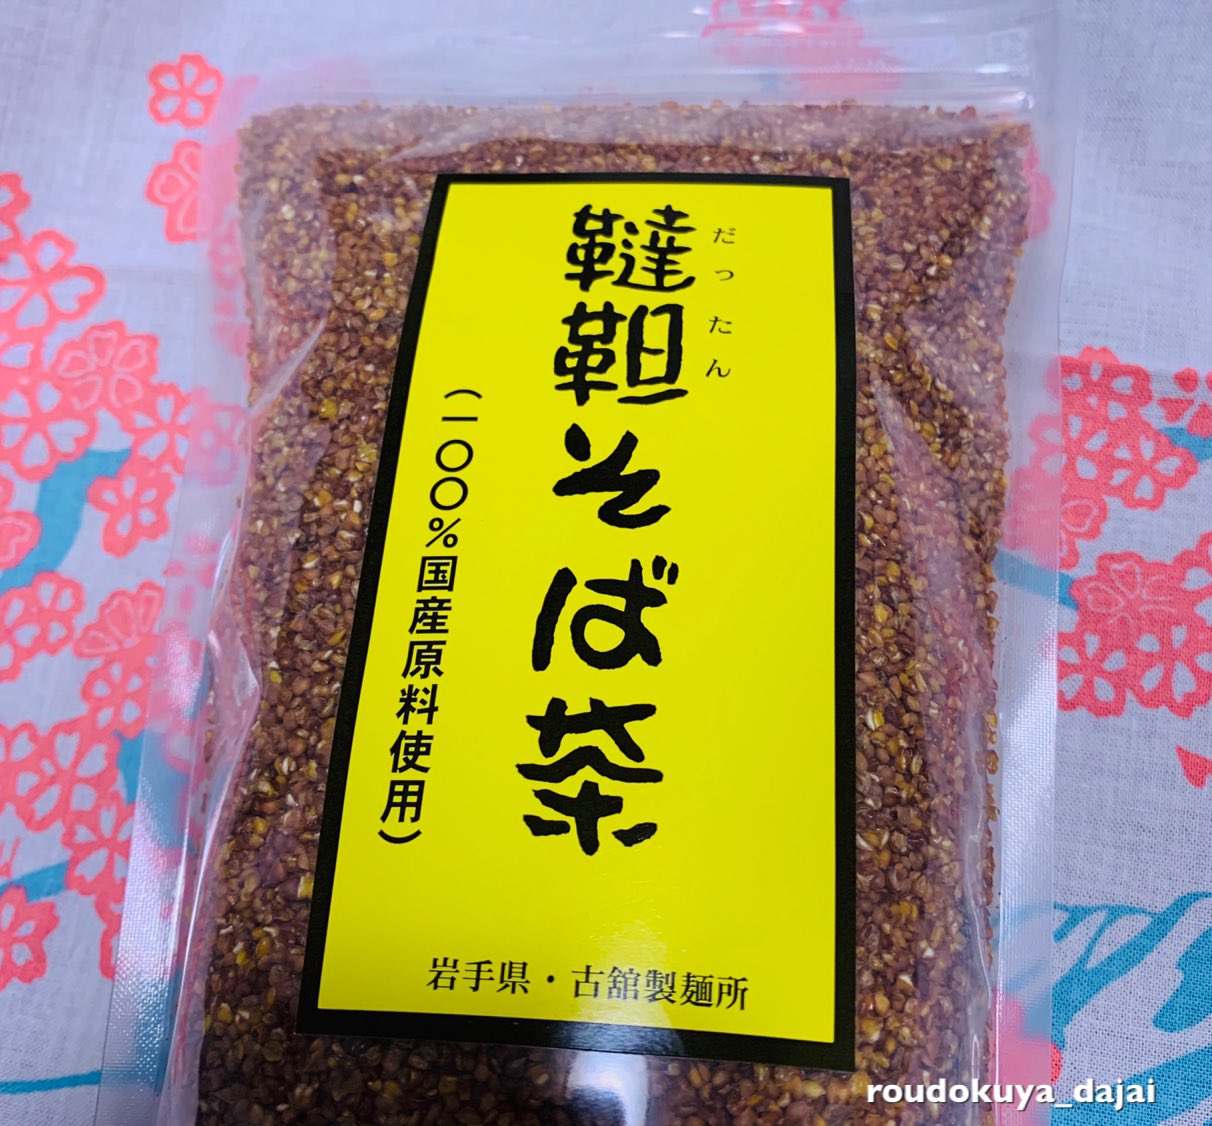 だったん
韃靼そば茶
(一〇〇%国産原料使用)
岩手県・古舘製麺所
roudokuya_dajai